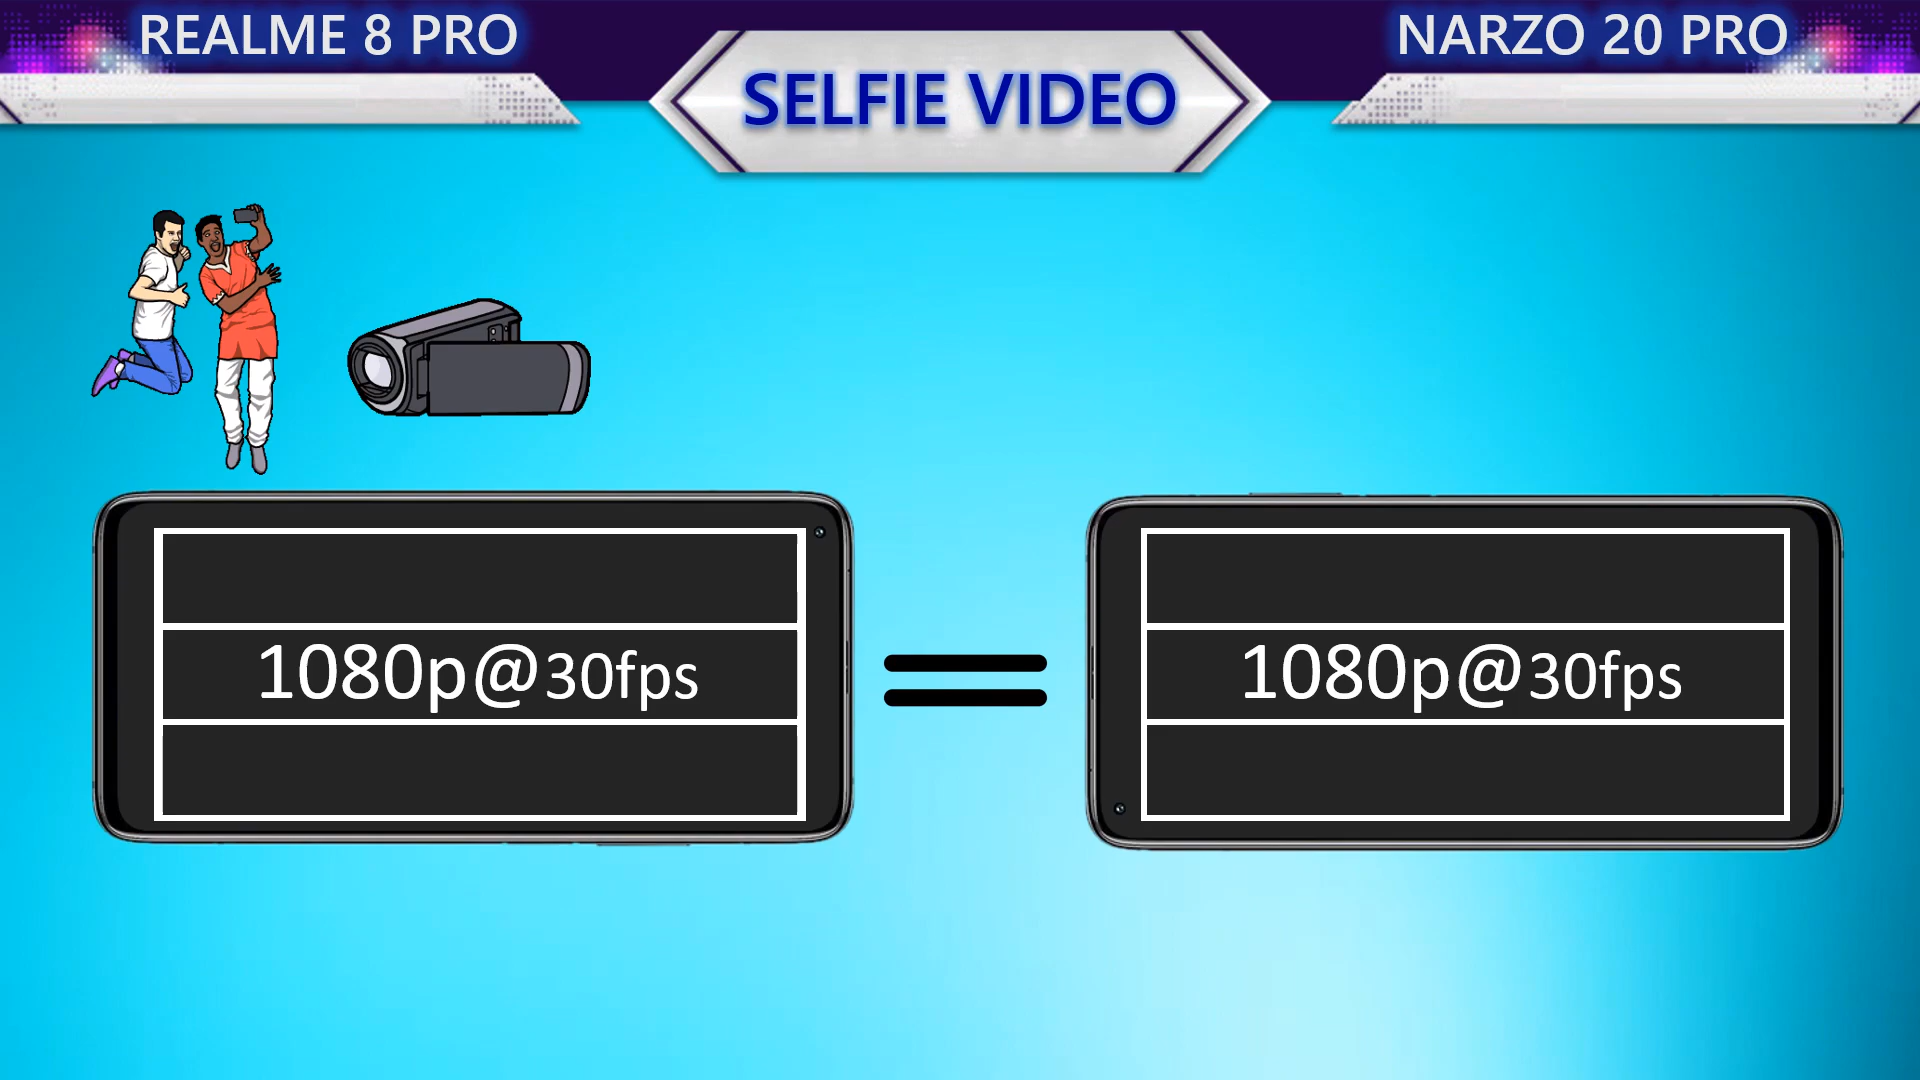 REALME 8 PRO
SELFIE VIDEO
NARZO 20 PRO
1080p@30fps
1080p@30fps